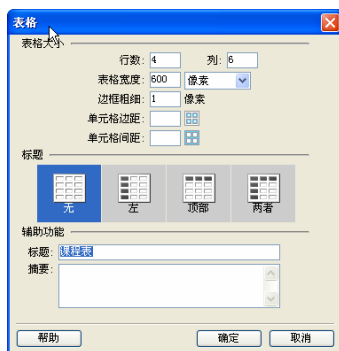 表格
表格大小
行数: 4 列: 6
表格宽度: 600 像素
边框粗细: 1 像素
单元格边距:
单元格间距:
标题
无 左 顶部 两者
辅助功能
标题: 课程表
摘要:
帮助 确定 取消